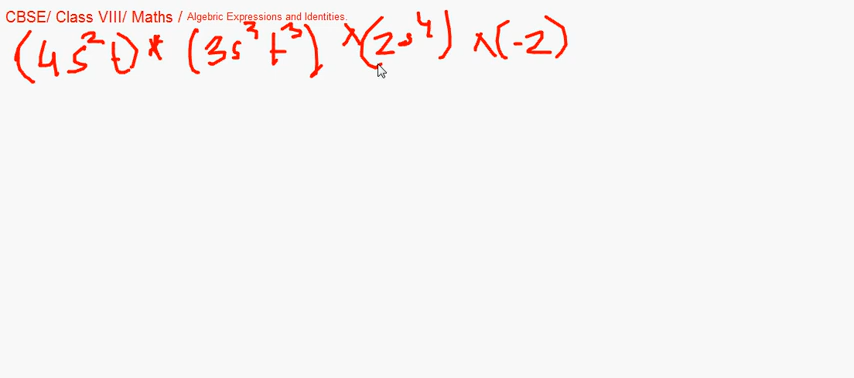 CBSE/ Class VIII/ Maths / Algebric Expressions and Identities.
(4s²t) * (3s³t³) × (2s⁴) × (-2)